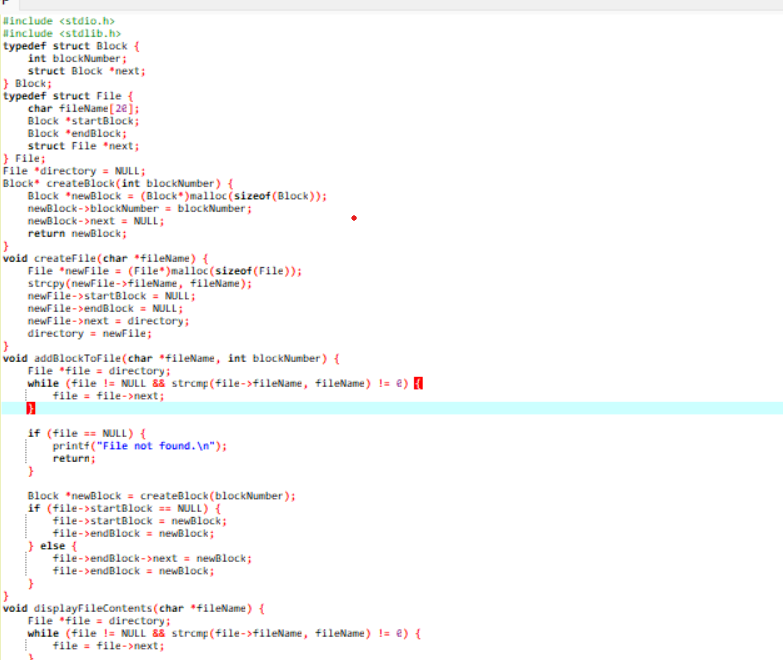 #include <stdio.h>
#include <stdlib.h>
typedef struct Block {
    int blockNumber;
    struct Block *next;
} Block;
typedef struct File {
    char fileName[20];
    Block *startBlock;
    Block *endBlock;
    struct File *next;
} File;
File *directory = NULL;
Block* createBlock(int blockNumber) {
    Block *newBlock = (Block*)malloc(sizeof(Block));
    newBlock->blockNumber = blockNumber;
    newBlock->next = NULL;
    return newBlock;
}
void createFile(char *fileName) {
    File *newFile = (File*)malloc(sizeof(File));
    strcpy(newFile->fileName, fileName);
    newFile->startBlock = NULL;
    newFile->endBlock = NULL;
    newFile->next = directory;
    directory = newFile;
}
void addBlockToFile(char *fileName, int blockNumber) {
    File *file = directory;
    while (file != NULL && strcmp(file->fileName, fileName) != 0) {
        file = file->next;
    }
    if (file == NULL) {
        printf("File not found.\n");
        return;
    }
    Block *newBlock = createBlock(blockNumber);
    if (file->startBlock == NULL) {
        file->startBlock = newBlock;
        file->endBlock = newBlock;
    } else {
        file->endBlock->next = newBlock;
        file->endBlock = newBlock;
    }
}
void displayFileContents(char *fileName) {
    File *file = directory;
    while (file != NULL && strcmp(file->fileName, fileName) != 0) {
        file = file->next;
    }